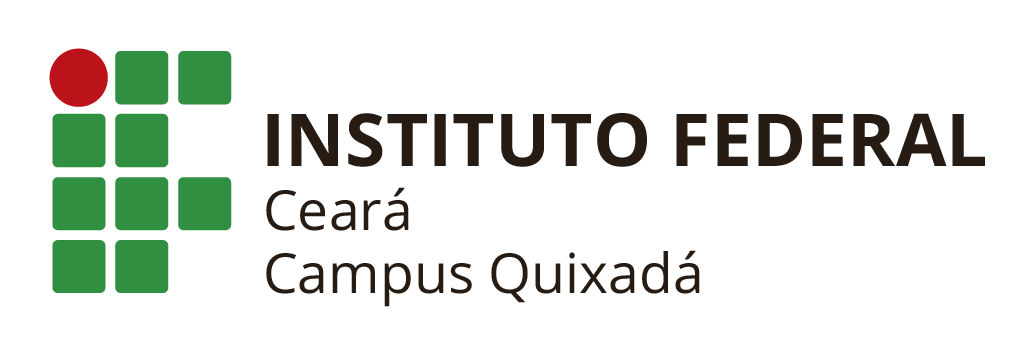 INSTITUTO FEDERAL
Ceará
Campus Quixadá